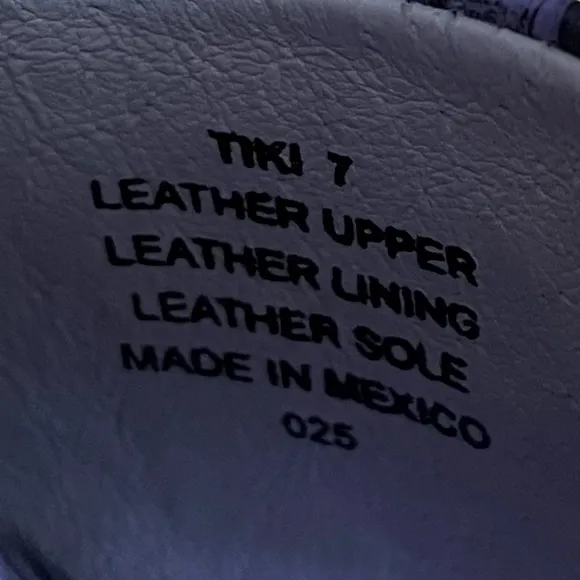 TIKI 7
LEATHER UPPER
LEATHER LINING
LEATHER SOLE
MADE IN MEXICO
025